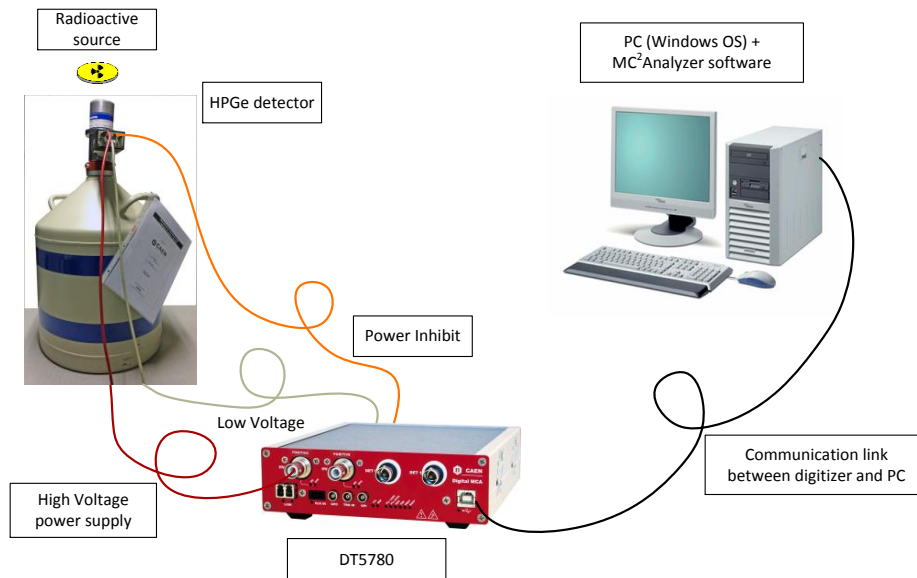 Radioactive
source
HPGe detector
PC (Windows OS) +
MC²Analyzer software
CAEN
Power Inhibit
Low Voltage
High Voltage
power supply
CAEN
Digital MCA
Communication link
between digitizer and PC
DT5780